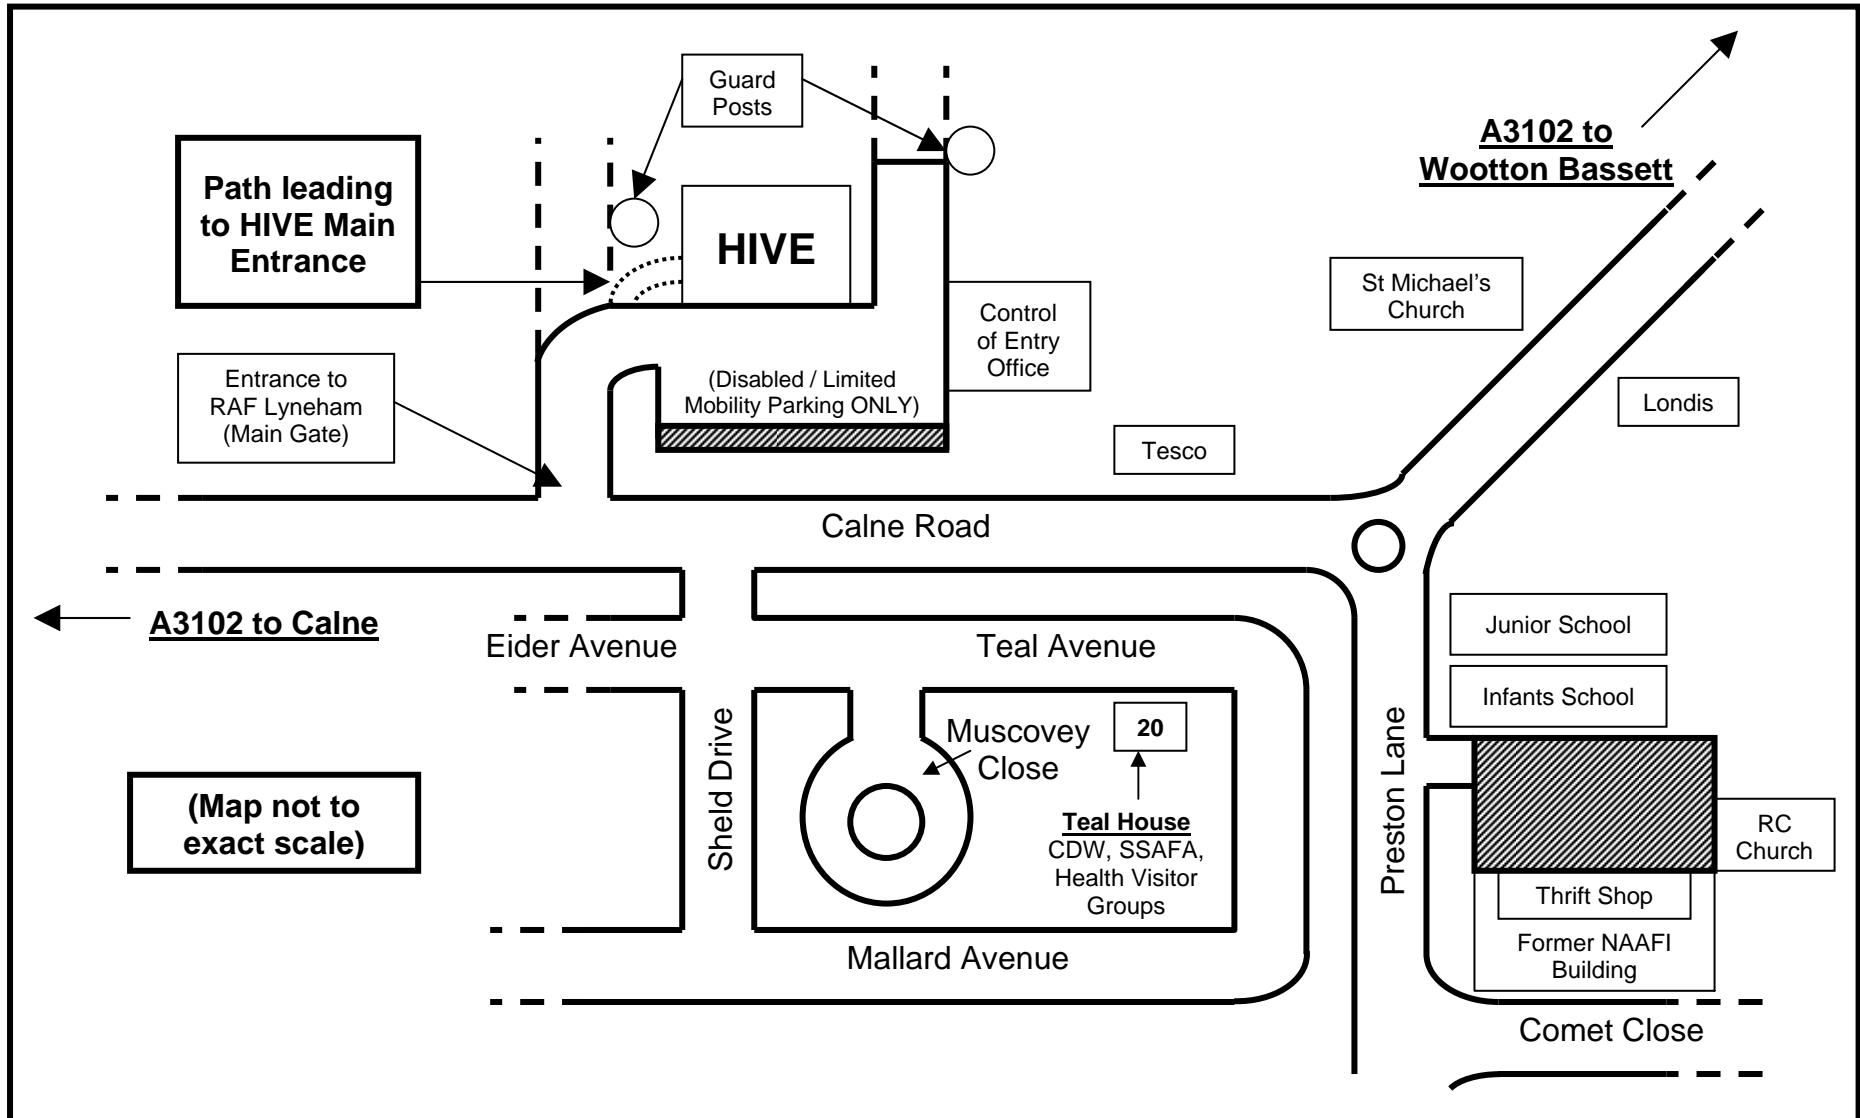 Guard
Posts
A3102 to
Wootton Bassett
Path leading
to HIVE Main
Entrance
HIVE
St Michael's
Church
Control
of Entry
Office
Entrance to
RAF Lyneham
(Main Gate)
(Disabled / Limited
Mobility Parking ONLY)
Londis
Tesco
Calne Road
A3102 to Calne
Eider Avenue
Teal Avenue
Junior School
Infants School
Sheld Drive
Muscovey
Close
20
Preston Lane
(Map not to
exact scale)
Teal House
CDW, SSAFA,
Health Visitor
Groups
RC
Church
Thrift Shop
Former NAAFI
Building
Mallard Avenue
Comet Close